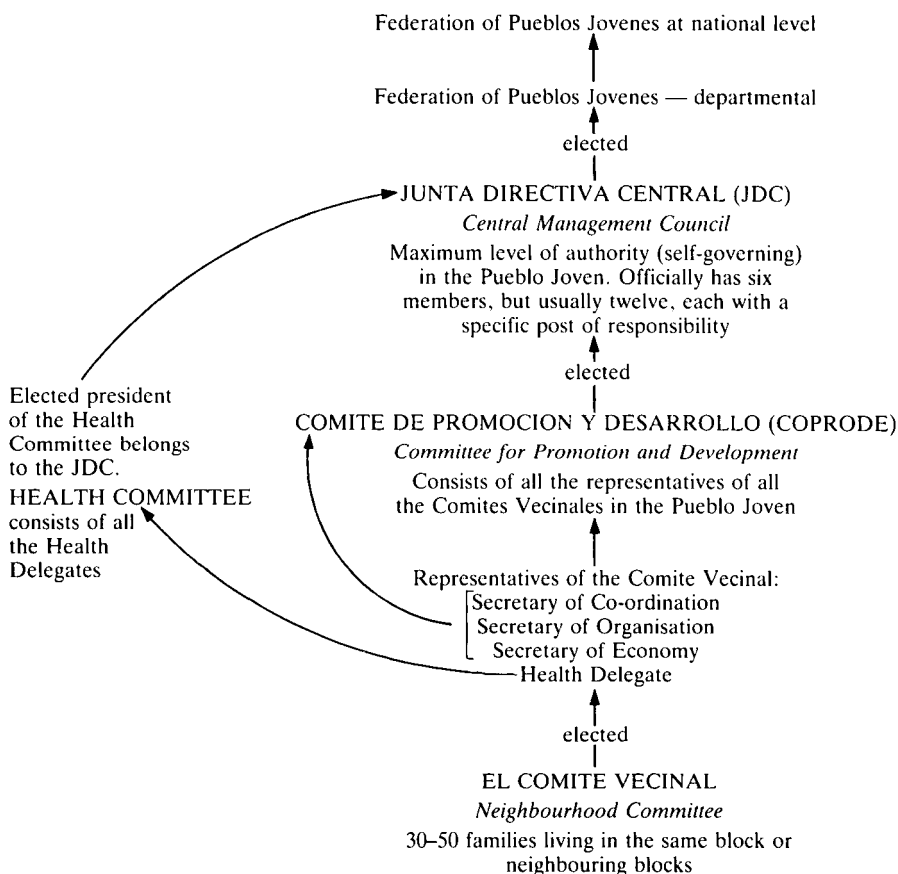 Federation of Pueblos Jovenes at national level
Federation of Pueblos Jovenes — departmental
elected
JUNTA DIRECTIVA CENTRAL (JDC)
Central Management Council
Maximum level of authority (self-governing)
in the Pueblo Joven. Officially has six
members, but usually twelve, each with a
specific post of responsibility
elected
Elected president
of the Health
Committee belongs
to the JDC.
HEALTH COMMITTEE
consists of all
the Health
Delegates
COMITE DE PROMOCION Y DESARROLLO (COPRODE)
Committee for Promotion and Development
Consists of all the representatives of all
the Comites Vecinales in the Pueblo Joven
Representatives of the Comite Vecinal:
Secretary of Co-ordination
Secretary of Organisation
Secretary of Economy
Health Delegate
elected
EL COMITE VECINAL
Neighbourhood Committee
30–50 families living in the same block or
neighbouring blocks